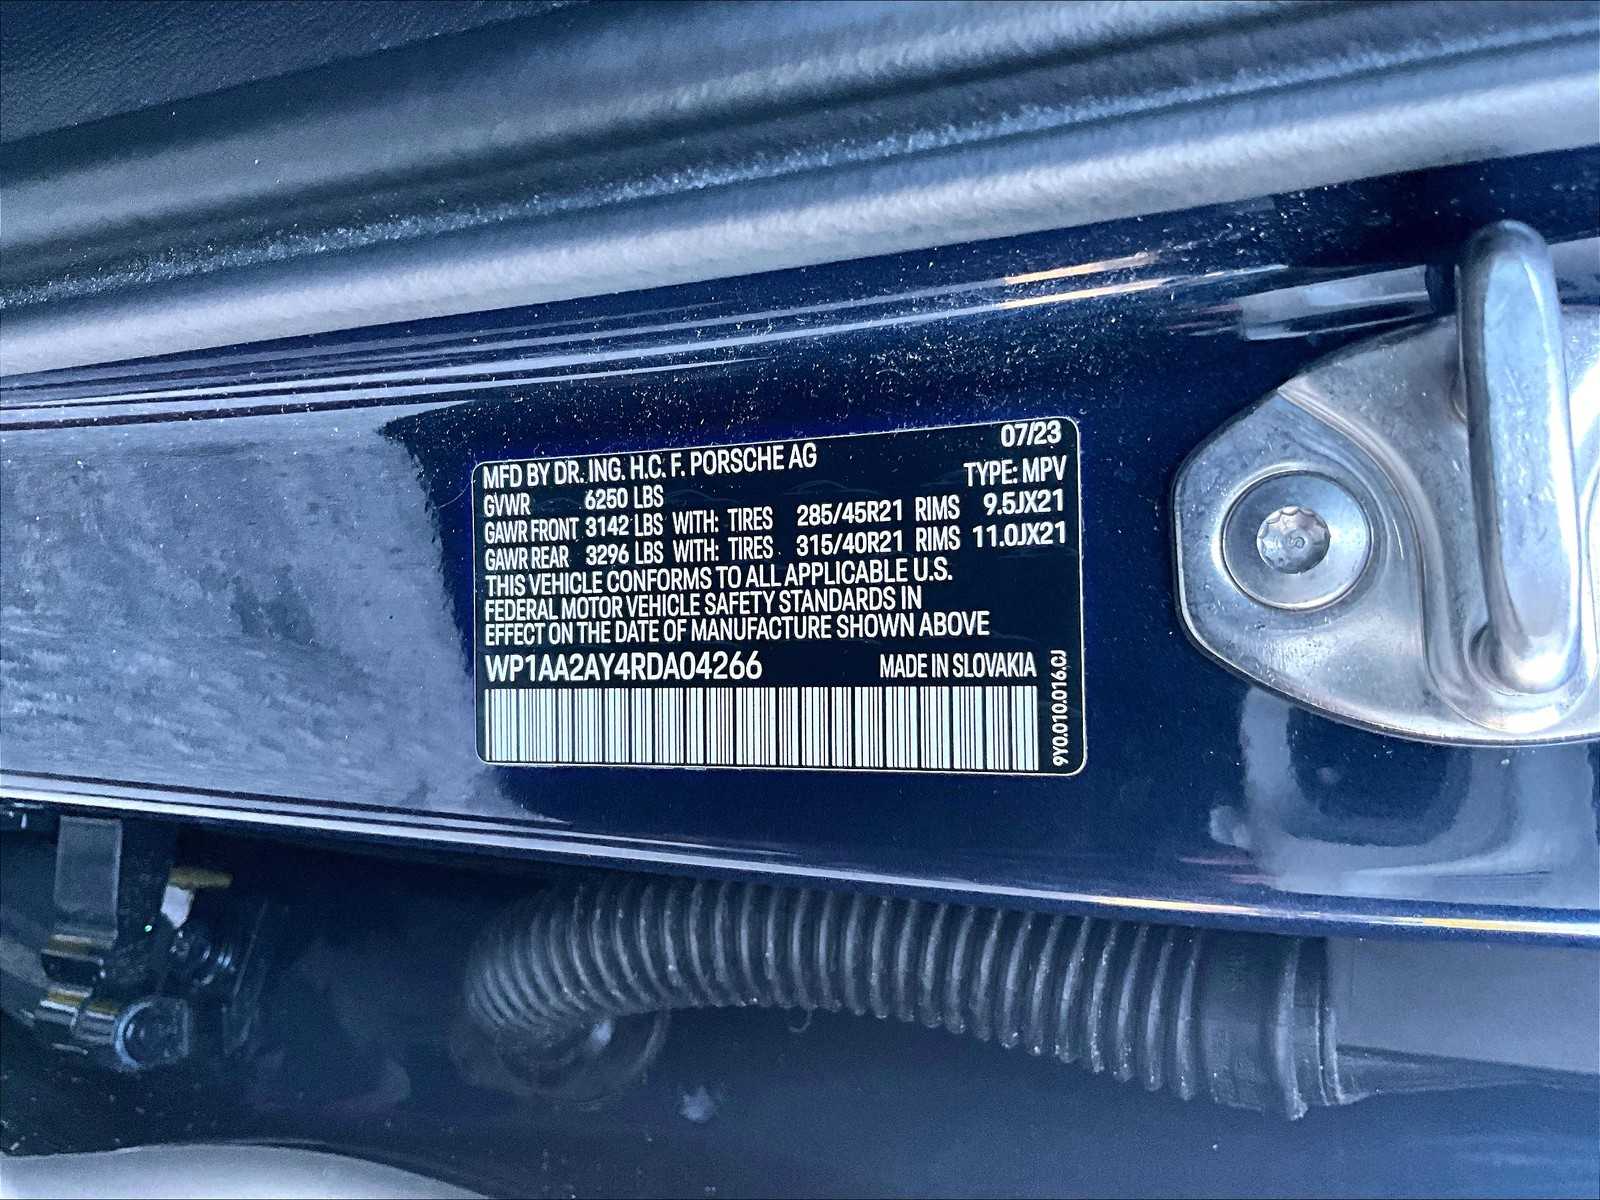 07/23
MFD BY DR. ING. H.C. F. PORSCHE AG TYPE: MPV
GVWR 6250 LBS
GAWR FRONT 3142 LBS WITH: TIRES 285/45R21 RIMS 9.5JX21
GAWR REAR 3296 LBS WITH: TIRES 315/40R21 RIMS 11.0JX21
THIS VEHICLE CONFORMS TO ALL APPLICABLE U.S.
FEDERAL MOTOR VEHICLE SAFETY STANDARDS IN
EFFECT ON THE DATE OF MANUFACTURE SHOWN ABOVE
WP1AA2AY4RDA04266 MADE IN SLOVAKIA
9Y0.010.016.CJ